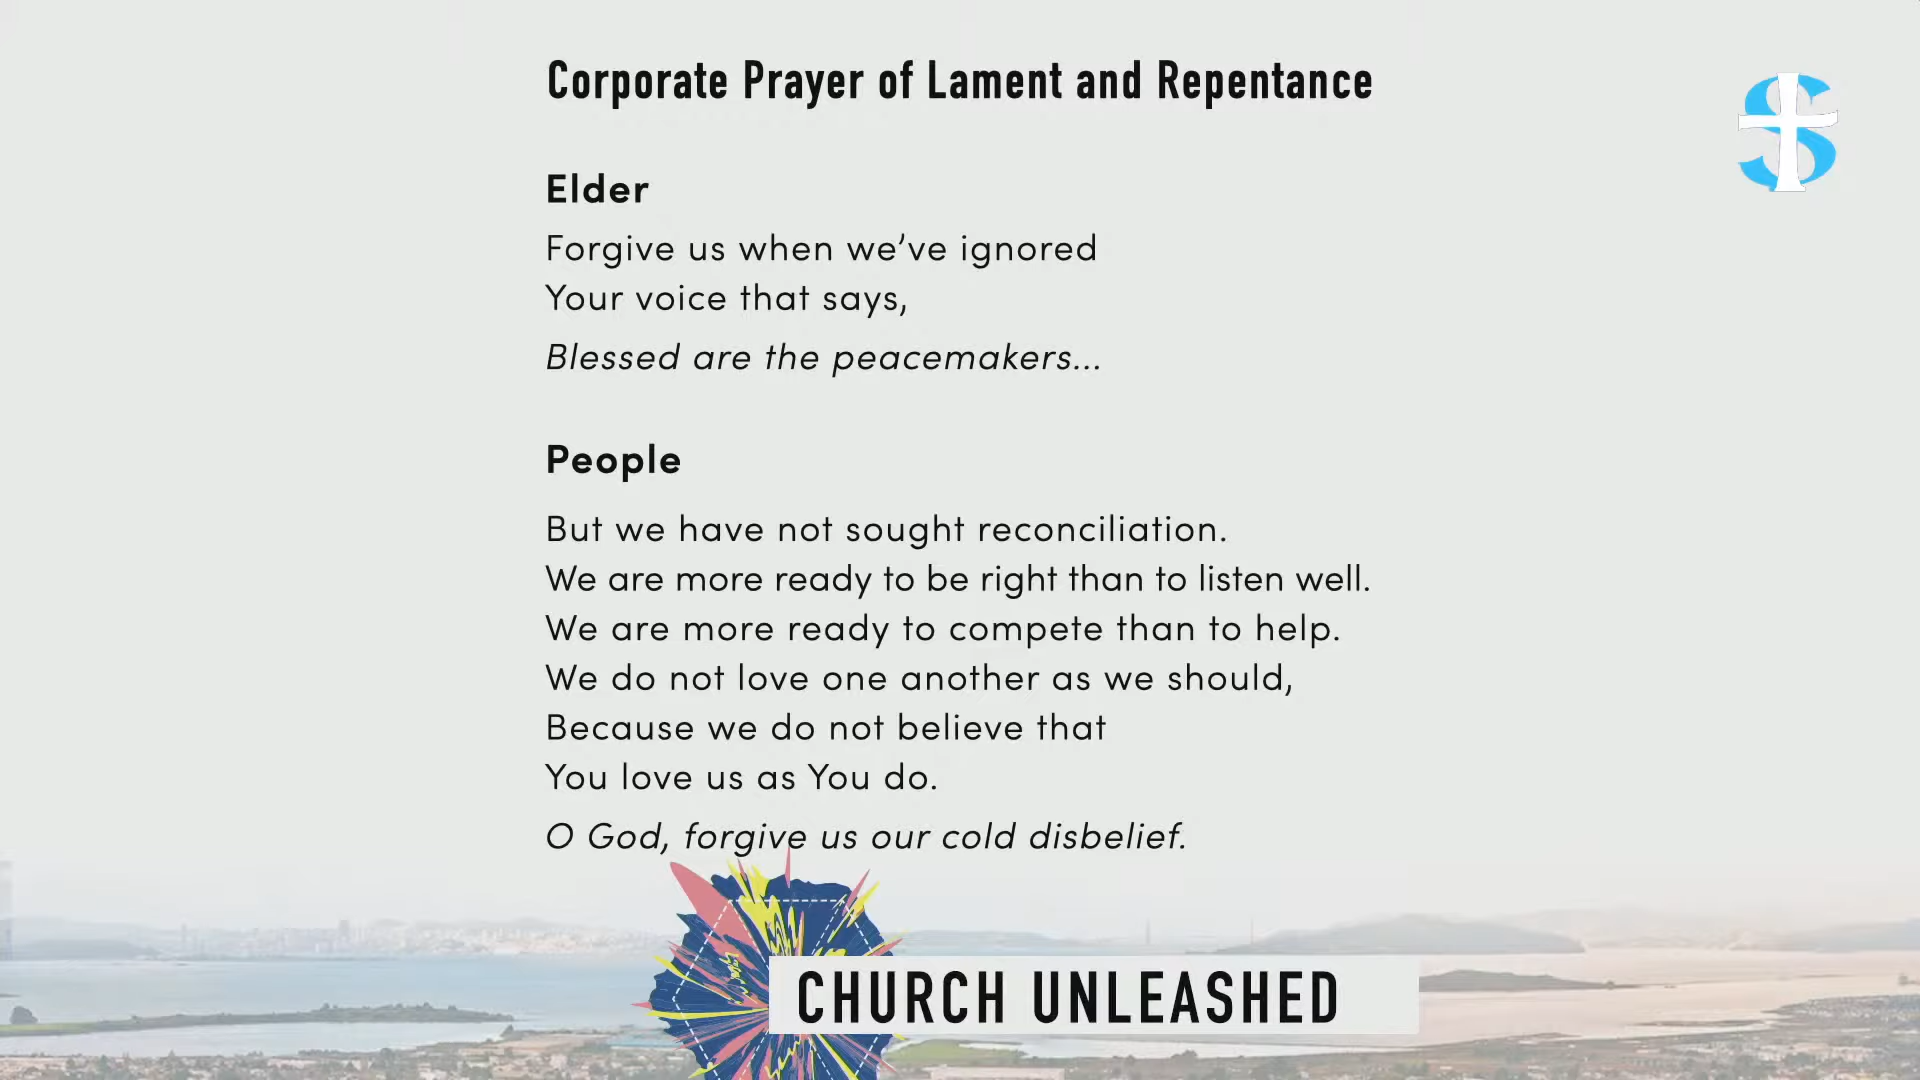 Corporate Prayer of Lament and Repentance
Elder
Forgive us when we’ve ignored
Your voice that says,
Blessed are the peacemakers...
People
But we have not sought reconciliation.
We are more ready to be right than to listen well.
We are more ready to compete than to help.
We do not love one another as we should,
Because we do not believe that
You love us as You do.
O God, forgive us our cold disbelief.
CHURCH UNLEASHED